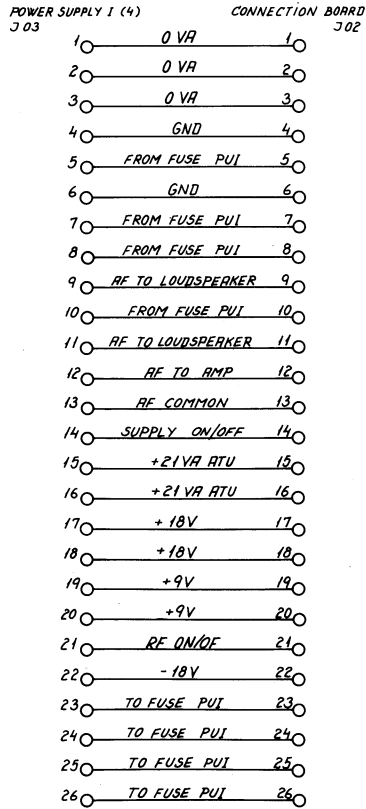 POWER SUPPLY I (4) CONNECTION BOARD
J03 J02
1 0 VA 1
2 0 VA 2
3 0 VA 3
4 GND 4
5 FROM FUSE PUI 5
6 GND 6
7 FROM FUSE PUI 7
8 FROM FUSE PUI 8
9 AF TO LOUDSPEAKER 9
10 FROM FUSE PUI 10
11 AF TO LOUDSPEAKER 11
12 AF TO AMP 12
13 AF COMMON 13
14 SUPPLY ON/OFF 14
15 +21VA ATU 15
16 +21 VA ATU 16
17 + 18V 17
18 +18V 18
19 +9V 19
20 +9V 20
21 RF ON/OF 21
22 -18V 22
23 TO FUSE PUI 23
24 TO FUSE PUI 24
25 TO FUSE PUI 25
26 TO FUSE PUI 26